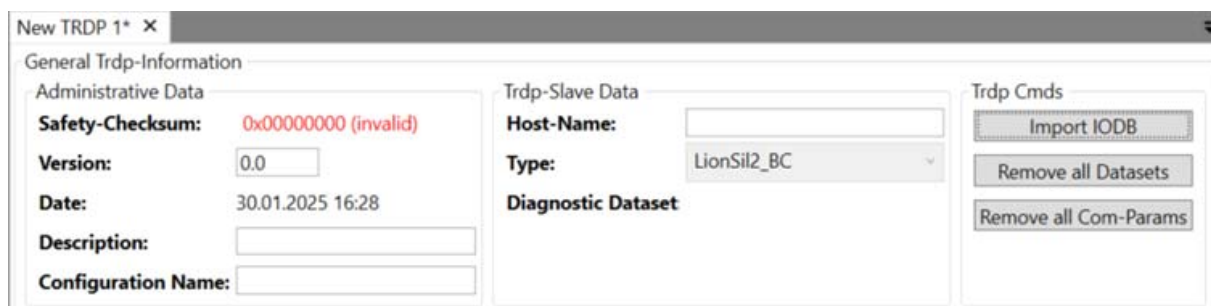 New TRDP 1* X
General Trdp-Information
Administrative Data
Safety-Checksum: 0x00000000 (invalid)
Version: 0.0
Date: 30.01.2025 16:28
Description:
Configuration Name:
Trdp-Slave Data
Host-Name:
Type: LionSil2_BC
Diagnostic Dataset
Trdp Cmds
Import IODB
Remove all Datasets
Remove all Com-Params